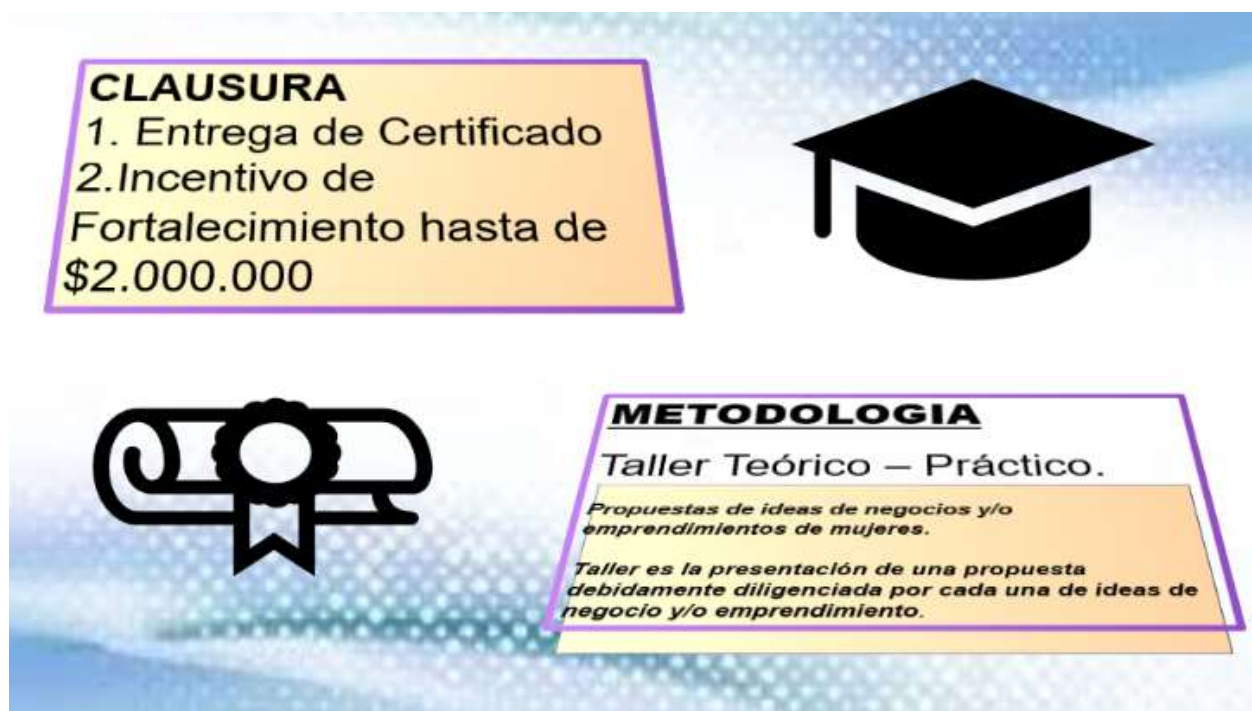 CLAUSURA
1. Entrega de Certificado
2.Incentivo de
Fortalecimiento hasta de
$2.000.000
METODOLOGIA
Taller Teórico – Práctico.
Propuestas de ideas de negocios y/o
emprendimientos de mujeres.
Taller es la presentación de una propuesta
debidamente diligenciada por cada una de ideas de
negocio y/o emprendimiento.